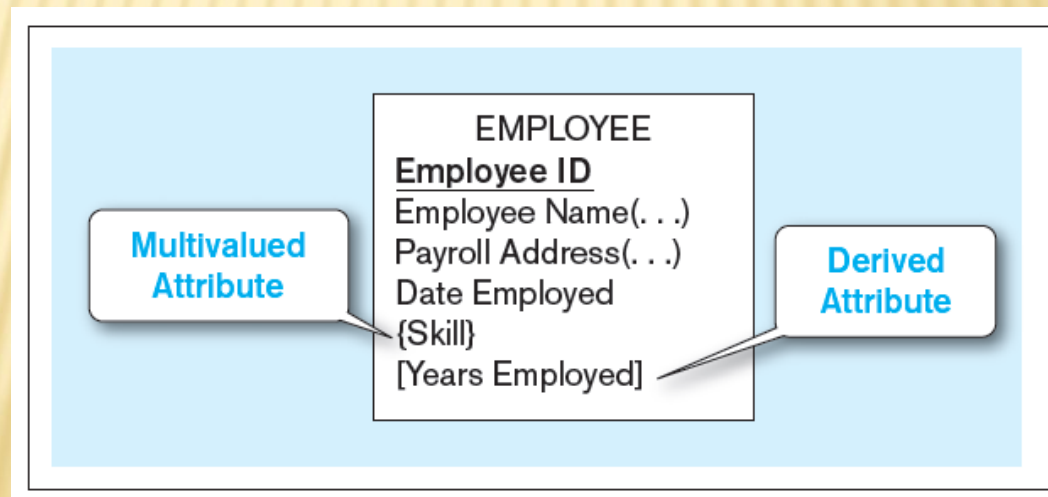 EMPLOYEE
Employee ID
Employee Name(. . .)
Payroll Address(. . .)
Date Employed
{Skill}
[Years Employed]
Multivalued
Attribute
Derived
Attribute